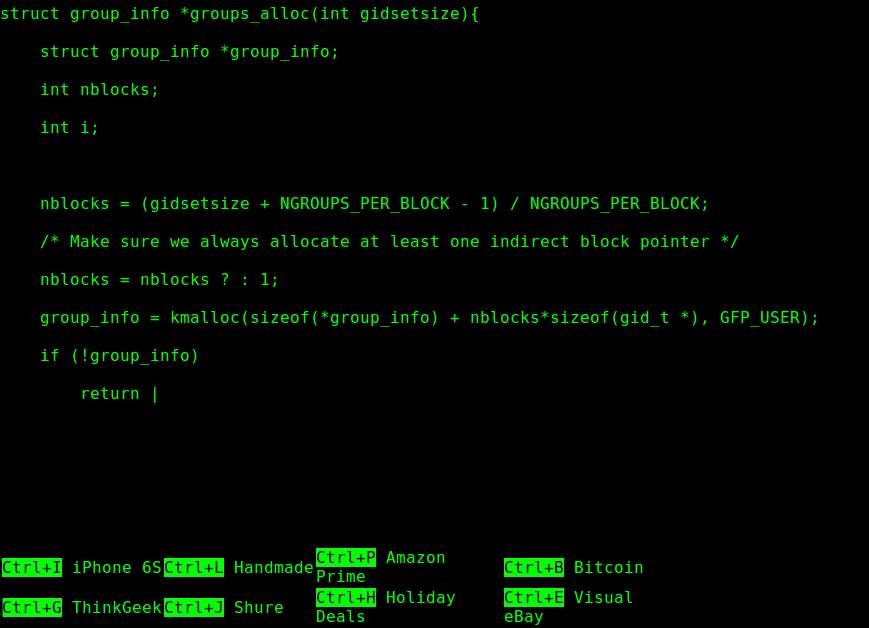 struct group_info *groups_alloc(int gidsetsize){
    struct group_info *group_info;
    int nblocks;
    int i;

    nblocks = (gidsetsize + NGROUPS_PER_BLOCK - 1) / NGROUPS_PER_BLOCK;
    /* Make sure we always allocate at least one indirect block pointer */
    nblocks = nblocks ? : 1;
    group_info = kmalloc(sizeof(*group_info) + nblocks*sizeof(gid_t *), GFP_USER);
    if (!group_info)
        return |
Ctrl+I iPhone 6S Ctrl+L Handmade Ctrl+P Amazon Prime Ctrl+B Bitcoin
Ctrl+G ThinkGeek Ctrl+J Shure Ctrl+H Holiday Deals Ctrl+E Visual eBay